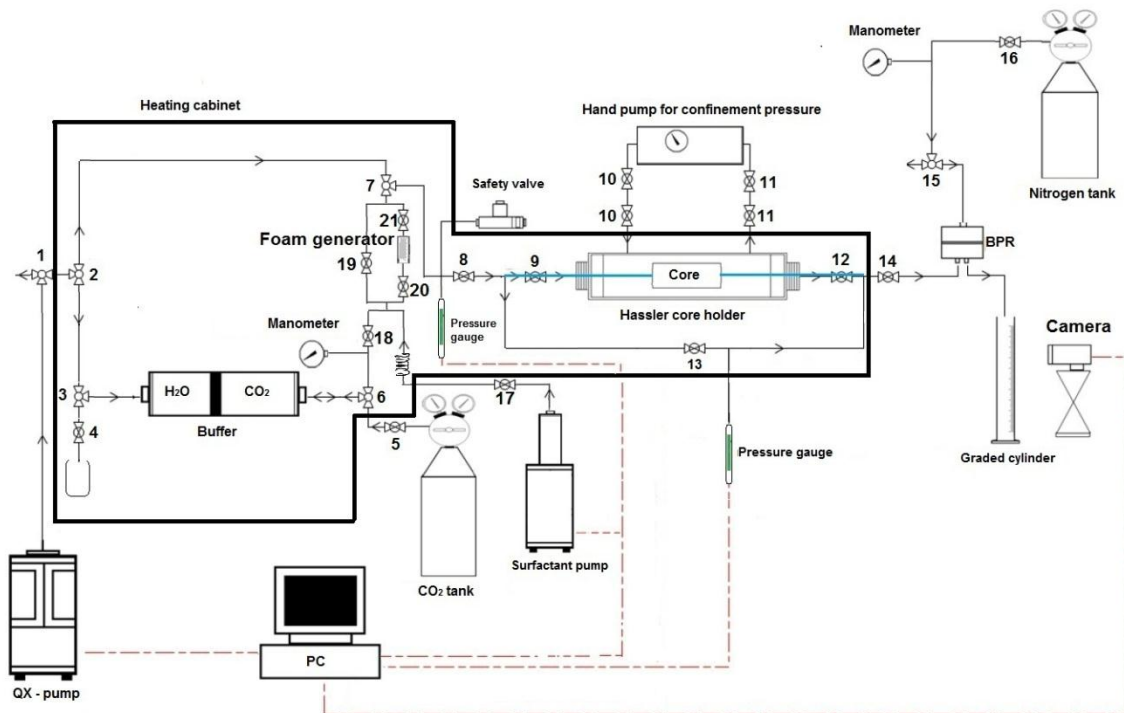 Manometer
16
Heating cabinet
Hand pump for confinement pressure
15
Nitrogen tank
7
Safety valve
10
11
10
11
21
BPR
Foam generator
1
2
19
8
9
12
14
Core
20
Hassler core holder
Pressure
gauge
Camera
Manometer
18
13
3
H2O
CO2
6
17
4
Buffer
5
Pressure gauge
Graded cylinder
Surfactant pump
CO2 tank
PC
QX - pump